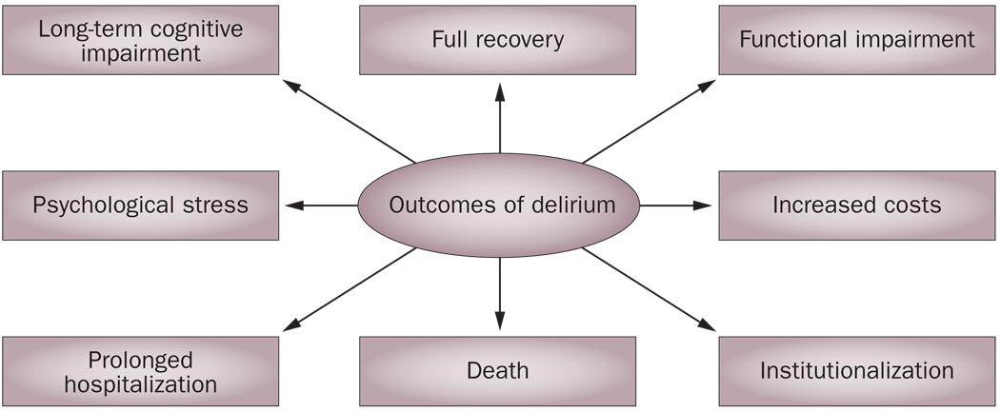 Long-term cognitive
impairment
Full recovery
Functional impairment
Psychological stress
Outcomes of delirium
Increased costs
Prolonged
hospitalization
Death
Institutionalization